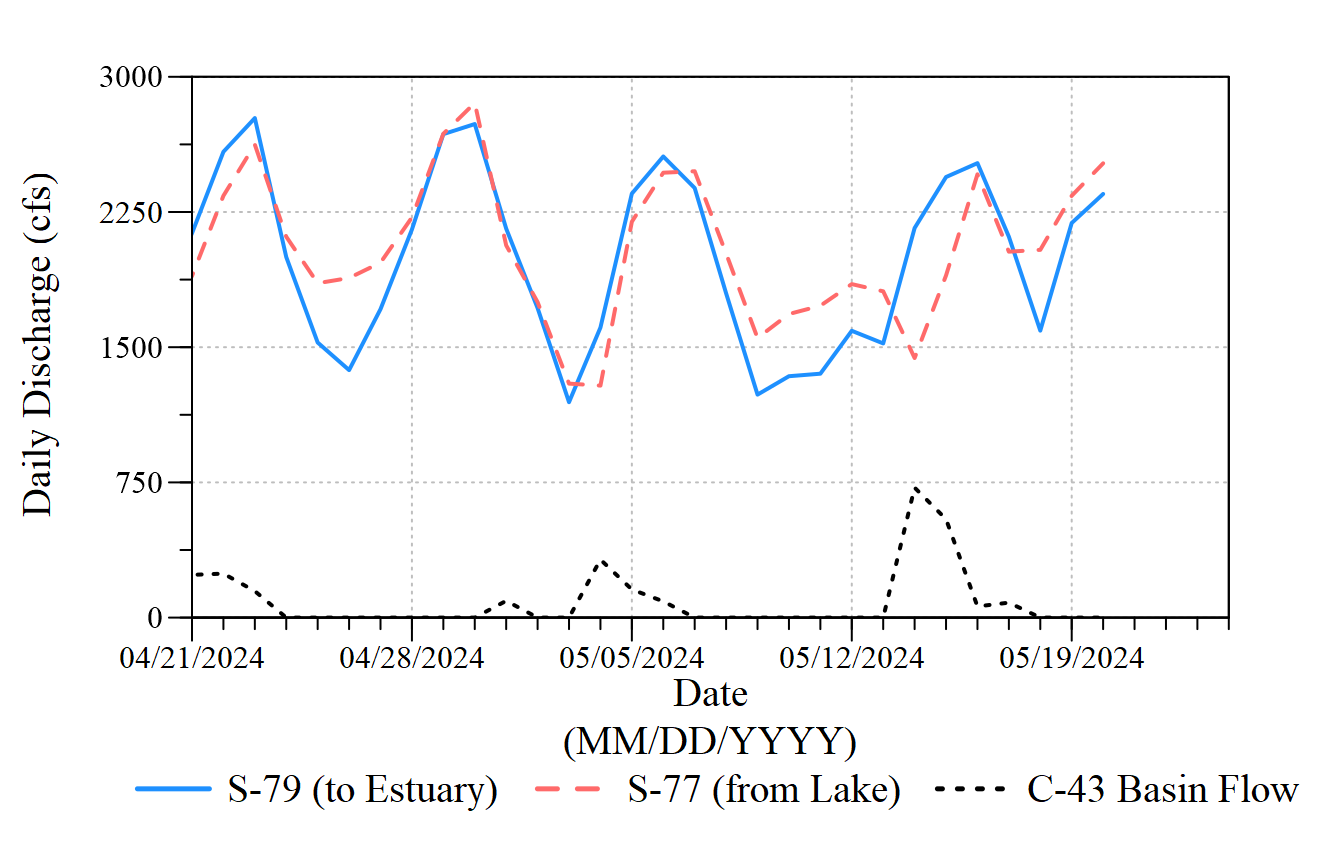 3000
2250
1500
750
0
Daily Discharge (cfs)
04/21/2024 04/28/2024 05/05/2024 05/12/2024 05/19/2024
Date
(MM/DD/YYYY)
S-79 (to Estuary) S-77 (from Lake) C-43 Basin Flow